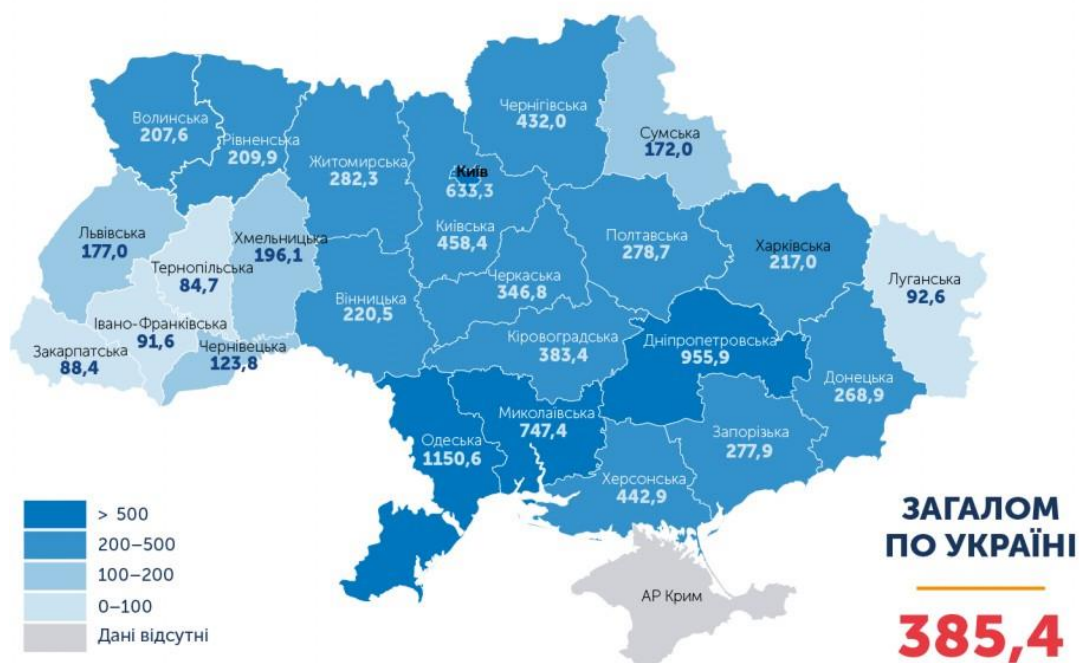 Волинська
207,6
Рівненська
209,9
Житомирська
282,3
Київ
633,3
Київська
458,4
Чернігівська
432,0
Сумська
172,0
Львівська
177,0
Тернопільська
84,7
Хмельницька
196,1
Вінницька
220,5
Черкаська
346,8
Полтавська
278,7
Харківська
217,0
Луганська
92,6
Закарпатська
88,4
Івано-Франківська
91,6
Чернівецька
123,8
Кіровоградська
383,4
Дніпропетровська
955,9
Донецька
268,9
Одеська
1150,6
Миколаївська
747,4
Запорізька
277,9
Херсонська
442,9
АР Крим
> 500
200–500
100–200
0–100
Дані відсутні
ЗАГАЛОМ
ПО УКРАЇНІ
385,4